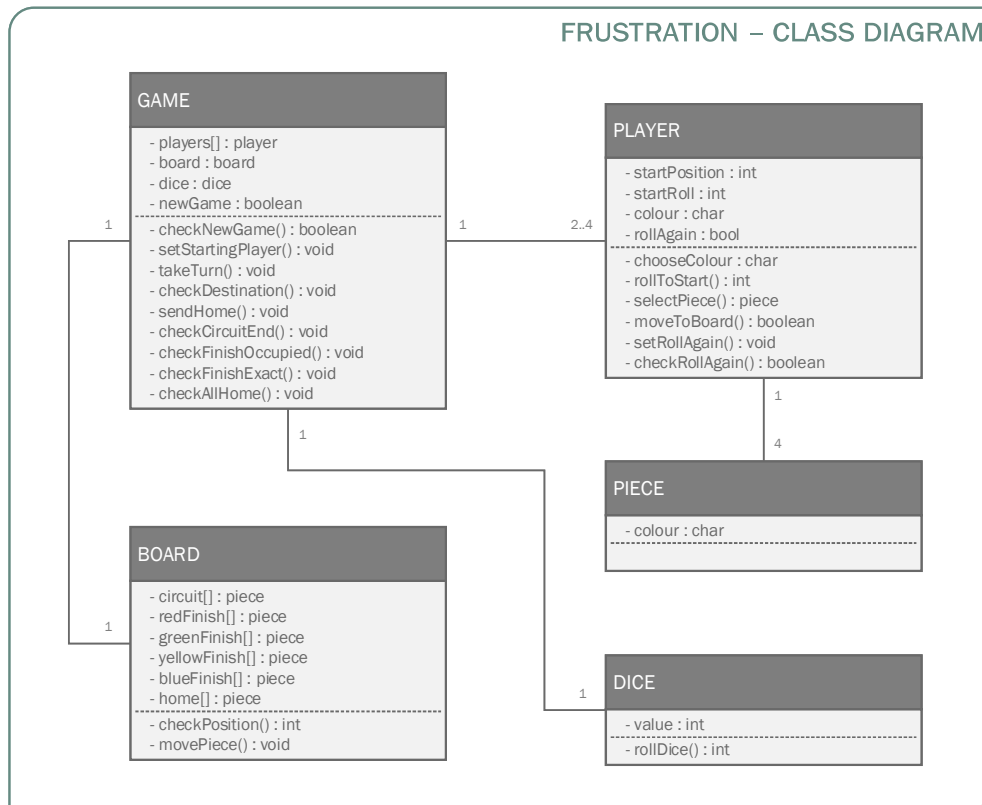 FRUSTRATION – CLASS DIAGRAM
GAME
- players[] : player
- board : board
- dice : dice
- newGame : boolean
- checkNewGame() : boolean
- setStartingPlayer() : void
- takeTurn() : void
- checkDestination() : void
- sendHome() : void
- checkCircuitEnd() : void
- checkFinishOccupied() : void
- checkFinishExact() : void
- checkAllHome() : void
1
1
2..4
PLAYER
- startPosition : int
- startRoll : int
- colour : char
- rollAgain : bool
- chooseColour : char
- rollToStart() : int
- selectPiece() : piece
- moveToBoard() : boolean
- setRollAgain() : void
- checkRollAgain() : boolean
1
4
PIECE
- colour : char
1
1
BOARD
- circuit[] : piece
- redFinish[] : piece
- greenFinish[] : piece
- yellowFinish[] : piece
- blueFinish[] : piece
- home[] : piece
- checkPosition() : int
- movePiece() : void
1
DICE
- value : int
- rollDice() : int